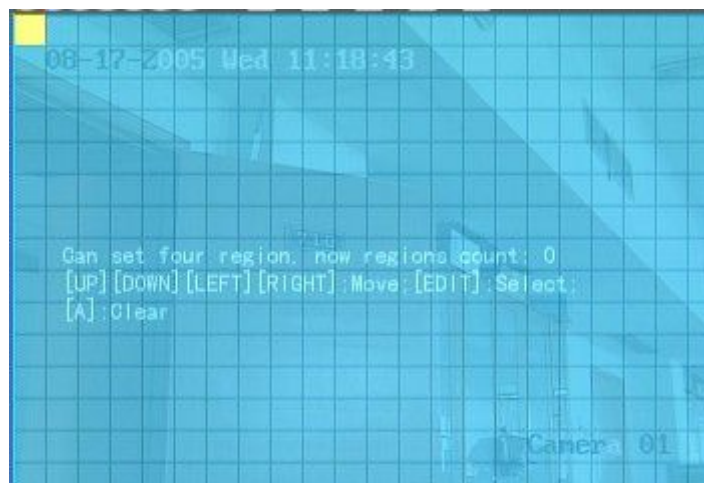 08-17-2005 Wed 11:18:43
Can set four region, now regions count: 0
[UP][DOWN][LEFT][RIGHT]:Move;[EDIT]:Select;
[A]:Clear
Camera 01